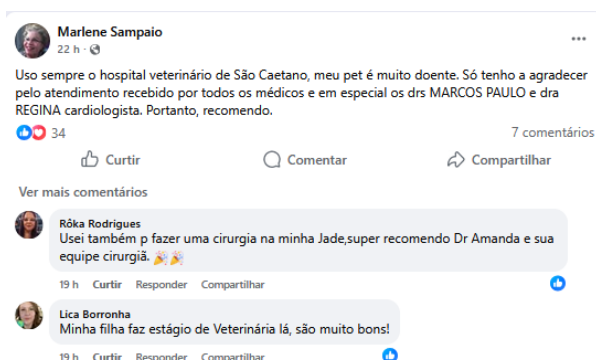 Marlene Sampaio
22 h ·
Uso sempre o hospital veterinário de São Caetano, meu pet é muito doente. Só tenho a agradecer
pelo atendimento recebido por todos os médicos e em especial os drs MARCOS PAULO e dra
REGINA cardiologista. Portanto, recomendo.
34
7 comentários
Curtir
Comentar
Compartilhar
Ver mais comentários
Rôka Rodrigues
Usei também p fazer uma cirurgia na minha Jade,super recomendo Dr Amanda e sua
equipe cirurgiã. 🎉🎉
19 h Curtir Responder Compartilhar
Lica Borronha
Minha filha faz estágio de Veterinária lá, são muito bons!
19 h Curtir Responder Compartilhar